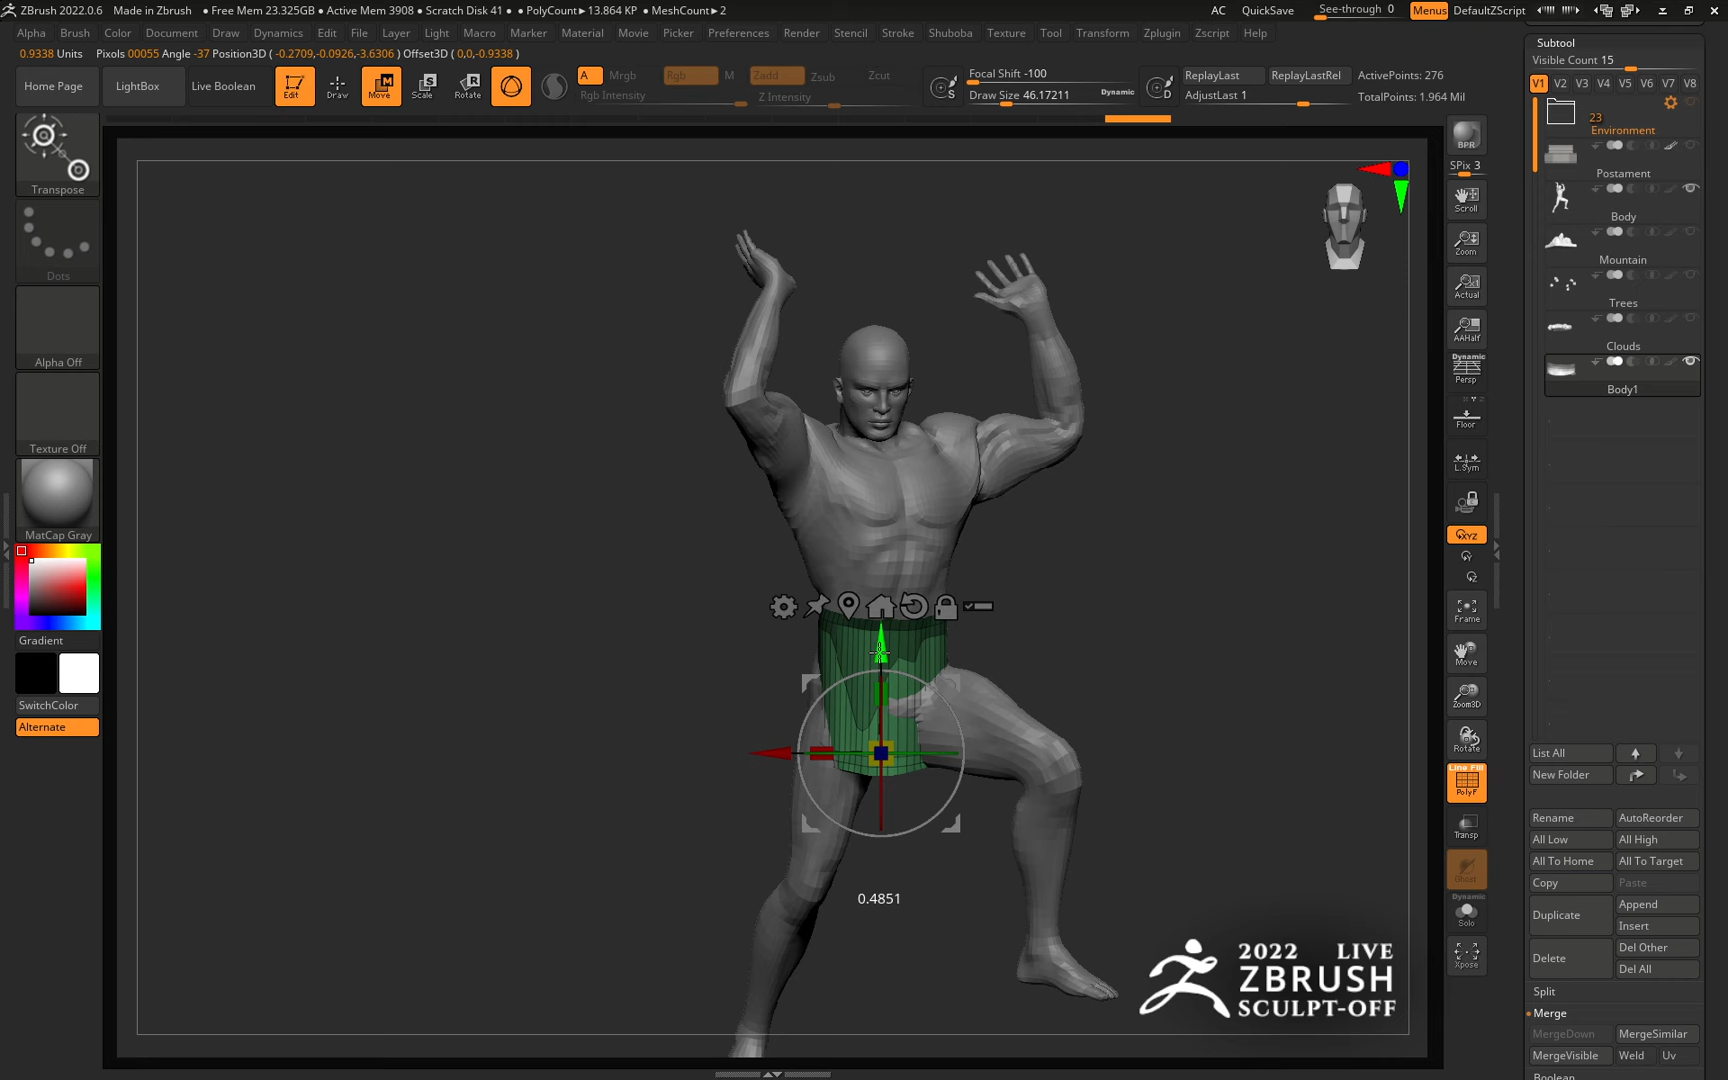 ZBrush 2022.0.6 Made in Zbrush • Free Mem 23.325GB • Active Mem 3908 • Scratch Disk 41 • • PolyCount► 13.864 KP • MeshCount► 2 AC QuickSave See-through 0 Menus DefaultZScript
Alpha Brush Color Document Draw Dynamics Edit File Layer Light Macro Marker Material Movie Picker Preferences Render Shuboba Stencil Stroke Texture Tool Transform Zplugin Zscript Help
0.9338 Units Pixols 00055 Angle -37 Position3D ( -0.2709,-0.0926,-3.6306 ) Offset3D ( 0,0,-0.9338 )
Home Page LightBox Live Boolean Edit Draw Move Scale Rotate
A Mrgb Rgb M Zadd Zsub Zcut
Rgb Intensity Z Intensity
Focal Shift -100
Draw Size 46.17211 Dynamic
ReplayLast ReplayLastRel ActivePoints: 276
AdjustLast 1 TotalPoints: 1.964 Mil
Transpose
Dots
Alpha Off
Texture Off
MatCap Gray
Gradient
SwitchColor
Alternate
0.4851
2022 LIVE
ZBRUSH
SCULPT-OFF
BPR
SPix 3
Scroll
Zoom
Actual
AAHalf
Dynamic
Persp
Floor
L.Sym
XYZ
Y
Z
Frame
Move
Zoom3D
Rotate
Line Fill
PolyF
Transp
Ghost
Dynamic
Solo
Xpose
Subtool
Visible Count 15
V1 V2 V3 V4 V5 V6 V7 V8
23
Environment
Postament
Body
Mountain
Trees
Clouds
Body1
List All
New Folder
Rename AutoReorder
All Low All High
All To Home All To Target
Copy Paste
Duplicate Append
Insert
Delete Del Other
Del All
Split
Merge
MergeDown MergeSimilar
MergeVisible Weld Uv
Boolean